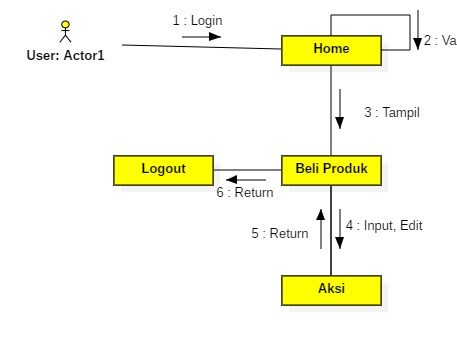 1 : Login
User: Actor1
Home
2 : Va
3 : Tampil
Logout
Beli Produk
6 : Return
5 : Return
4 : Input, Edit
Aksi